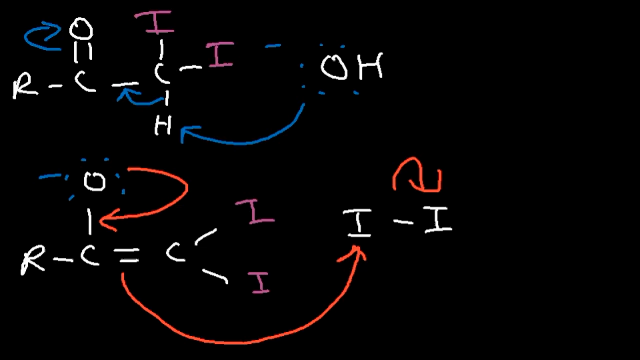 O I
I - OH
R - C - C
H
O
I
I - I
R - C = C
I